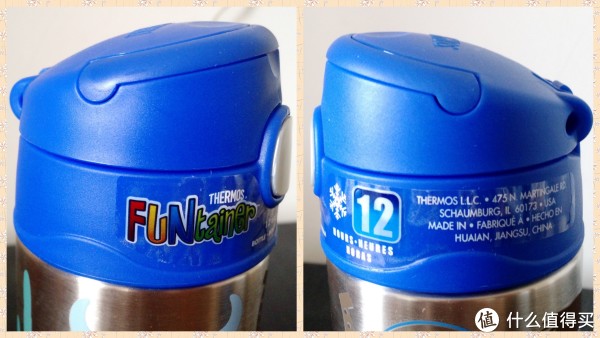 THERMOS
FUNtainer
12
HOURS·HEURES
HORAS
THERMOS L.L.C. • 475 N. MARTINGALE RD.
SCHAUMBURG, IL 60173 • USA
MADE IN • FABRIQUÉ À • HECHO EN
HUAIAN, JIANGSU, CHINA
值 什么值得买